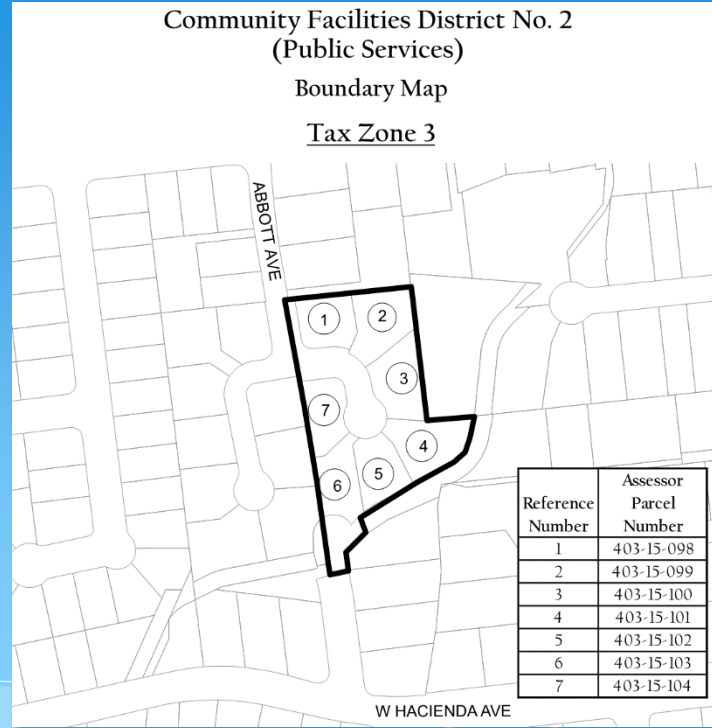 Community Facilities District No. 2
(Public Services)
Boundary Map
Tax Zone 3
ABBOTT AVE
1
2
3
7
4
5
6
Reference Number Assessor Parcel Number
1 403-15-098
2 403-15-099
3 403-15-100
4 403-15-101
5 403-15-102
6 403-15-103
7 403-15-104
W HACIENDA AVE